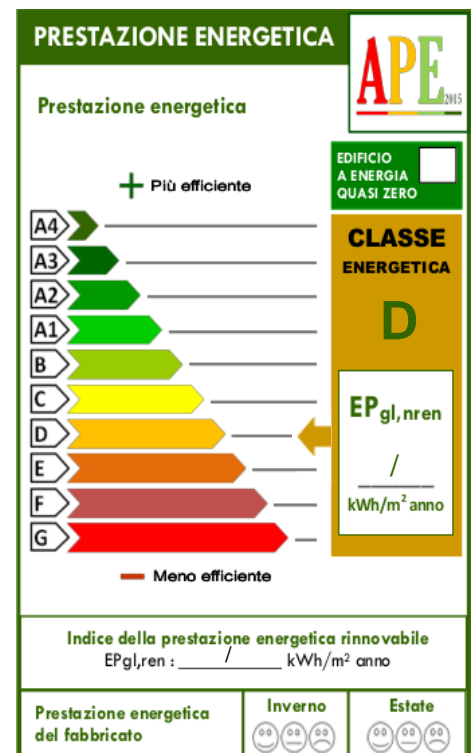 PRESTAZIONE ENERGETICA
APE 2015
Prestazione energetica
EDIFICIO
A ENERGIA
QUASI ZERO
+ Più efficiente
CLASSE
ENERGETICA
D
A4
A3
A2
A1
B
C
D
E
F
G
EPgl,nren
/
kWh/m² anno
— Meno efficiente
Indice della prestazione energetica rinnovabile
EPgl,ren : ______/______ kWh/m² anno
Prestazione energetica
del fabbricato
Inverno
Estate